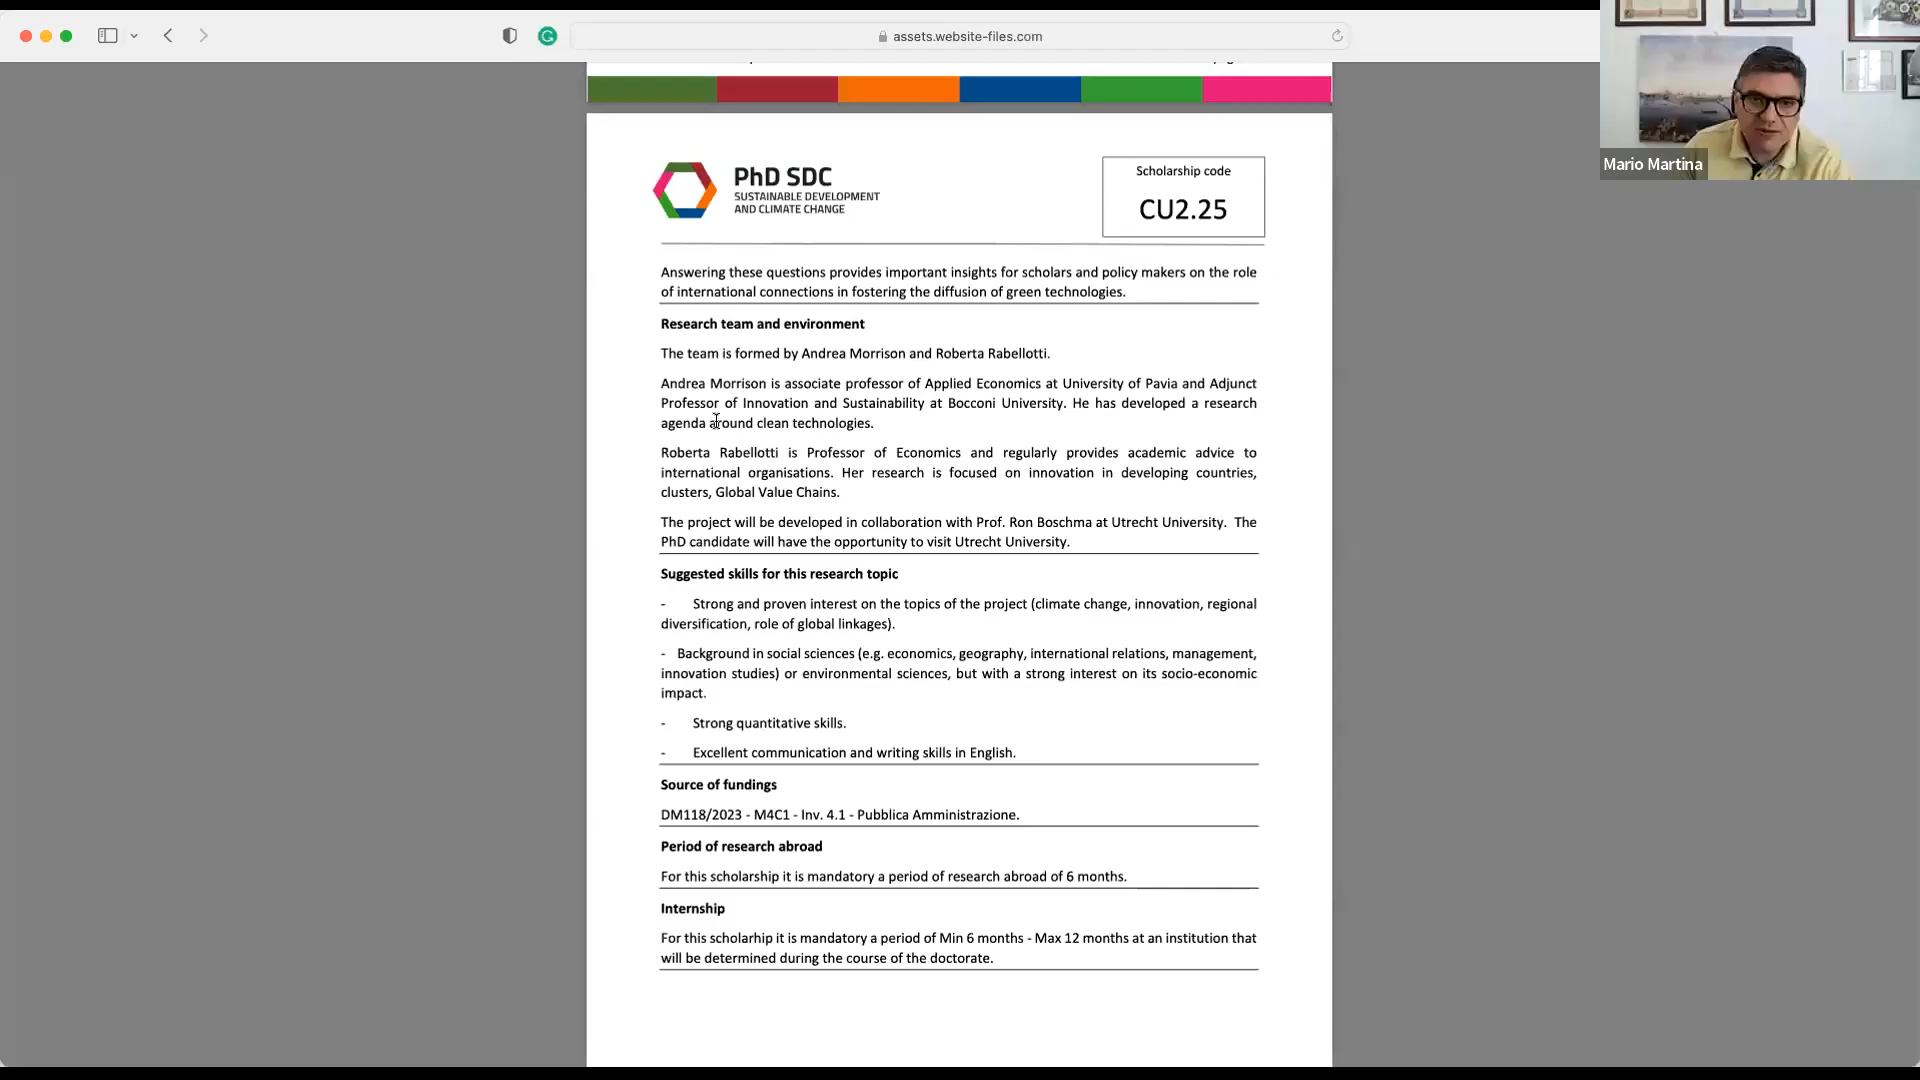 assets.website-files.com
Mario Martina
PhD SDC
SUSTAINABLE DEVELOPMENT
AND CLIMATE CHANGE
Scholarship code
CU2.25
Answering these questions provides important insights for scholars and policy makers on the role
of international connections in fostering the diffusion of green technologies.
Research team and environment
The team is formed by Andrea Morrison and Roberta Rabellotti.
Andrea Morrison is associate professor of Applied Economics at University of Pavia and Adjunct
Professor of Innovation and Sustainability at Bocconi University. He has developed a research
agenda around clean technologies.
Roberta Rabellotti is Professor of Economics and regularly provides academic advice to
international organisations. Her research is focused on innovation in developing countries,
clusters, Global Value Chains.
The project will be developed in collaboration with Prof. Ron Boschma at Utrecht University. The
PhD candidate will have the opportunity to visit Utrecht University.
Suggested skills for this research topic
- Strong and proven interest on the topics of the project (climate change, innovation, regional
diversification, role of global linkages).
- Background in social sciences (e.g. economics, geography, international relations, management,
innovation studies) or environmental sciences, but with a strong interest on its socio-economic
impact.
- Strong quantitative skills.
- Excellent communication and writing skills in English.
Source of fundings
DM118/2023 - M4C1 - Inv. 4.1 - Pubblica Amministrazione.
Period of research abroad
For this scholarship it is mandatory a period of research abroad of 6 months.
Internship
For this scholarhip it is mandatory a period of Min 6 months - Max 12 months at an institution that
will be determined during the course of the doctorate.